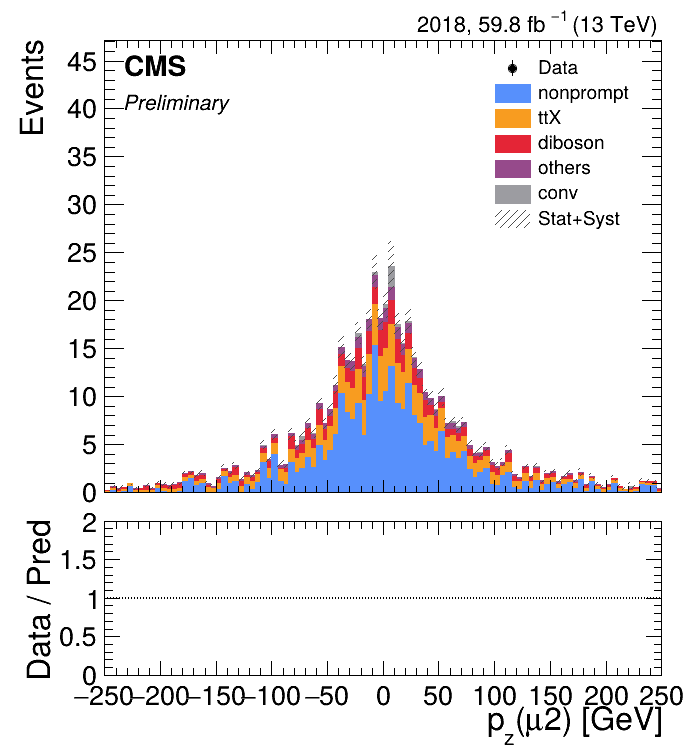 2018, 59.8 fb⁻¹ (13 TeV)
Events
CMS
Preliminary
Data
nonprompt
ttX
diboson
others
conv
Stat+Syst
45
40
35
30
25
20
15
10
5
0
Data / Pred
2
1.5
1
0.5
0
−250 −200 −150 −100 −50 0 50 100 150 200 250
p_z(μ2) [GeV]